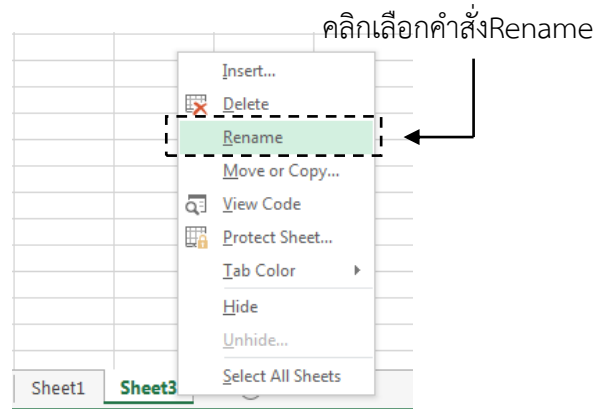 คลิกเลือกคำสั่งRename
Insert...
Delete
Rename
Move or Copy...
View Code
Protect Sheet...
Tab Color
Hide
Unhide...
Select All Sheets
Sheet1 Sheet3